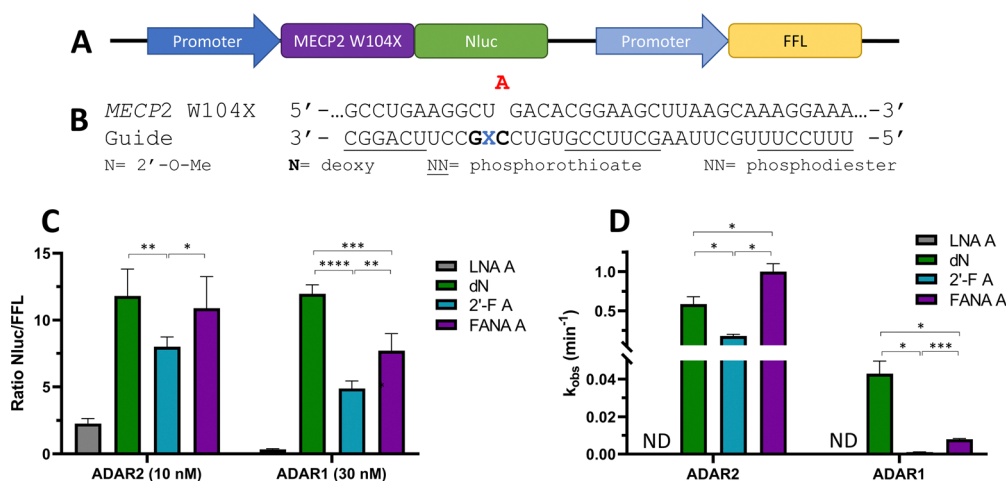 A
Promoter
MECP2 W104X
Nluc
Promoter
FFL
A
B
MECP2 W104X 5’-…GCCUGAAGGCU GACACGGAAGCUUAAGCAAAGGAAA…-3’
Guide 3’-CGGACUUCCGXCCUGUGCCUUCGAAUUCGUUUCCUUU-5’
N= 2’-O-Me N= deoxy NN= phosphorothioate NN= phosphodiester
C
Ratio Nluc/FFL
15
10
5
0
** * *** **** **
ADAR2 (10 nM) ADAR1 (30 nM)
LNA A
dN
2'-F A
FANA A
D
kobs (min-1)
1.0
0.5
0.04
0.02
0.00
* * * * * ***
ND ND
ADAR2 ADAR1
LNA A
dN
2'-F A
FANA A